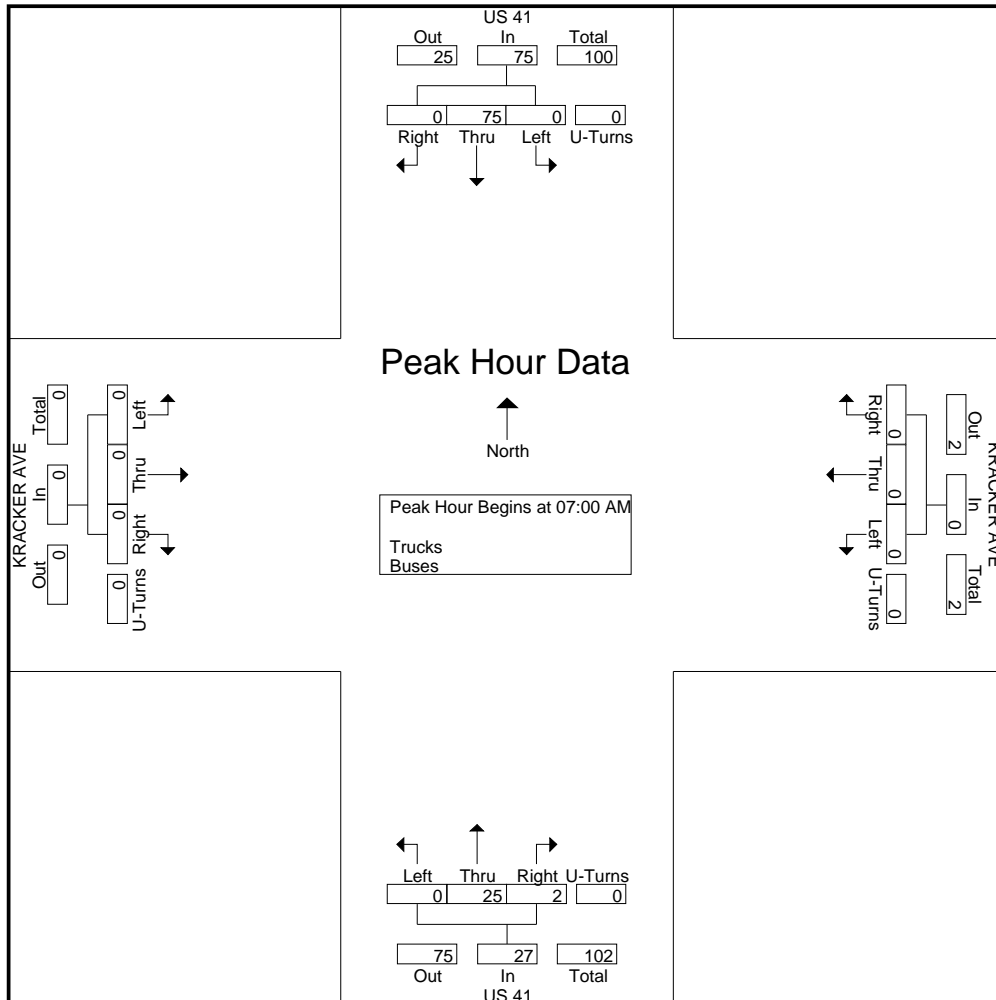 US 41
Out In Total
25 75 100
0 75 0 0
Right Thru Left U-Turns
Peak Hour Data
North
Peak Hour Begins at 07:00 AM
Trucks
Buses
KRACKER AVE
Total In Out
0 0 0
0 0 0 0
Left Thru Right U-Turns
KRACKER AVE
Out In Total
2 0 2
0 0 0 0
Right Thru Left U-Turns
Left Thru Right U-Turns
0 25 2 0
75 27 102
Out In Total
US 41